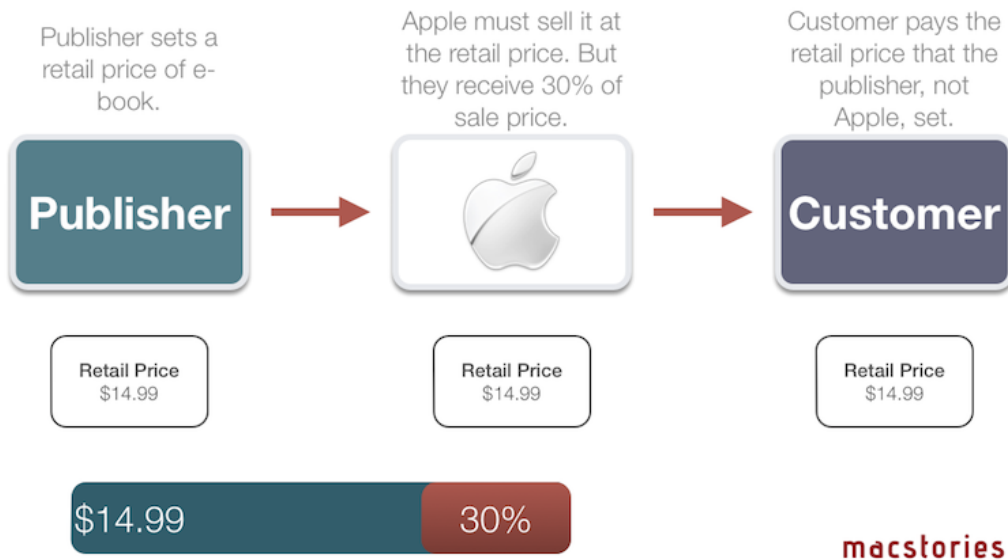 Publisher sets a
retail price of e-
book.
Apple must sell it at
the retail price. But
they receive 30% of
sale price.
Customer pays the
retail price that the
publisher, not
Apple, set.
Publisher
Customer
Retail Price
$14.99
Retail Price
$14.99
Retail Price
$14.99
$14.99
30%
macstories